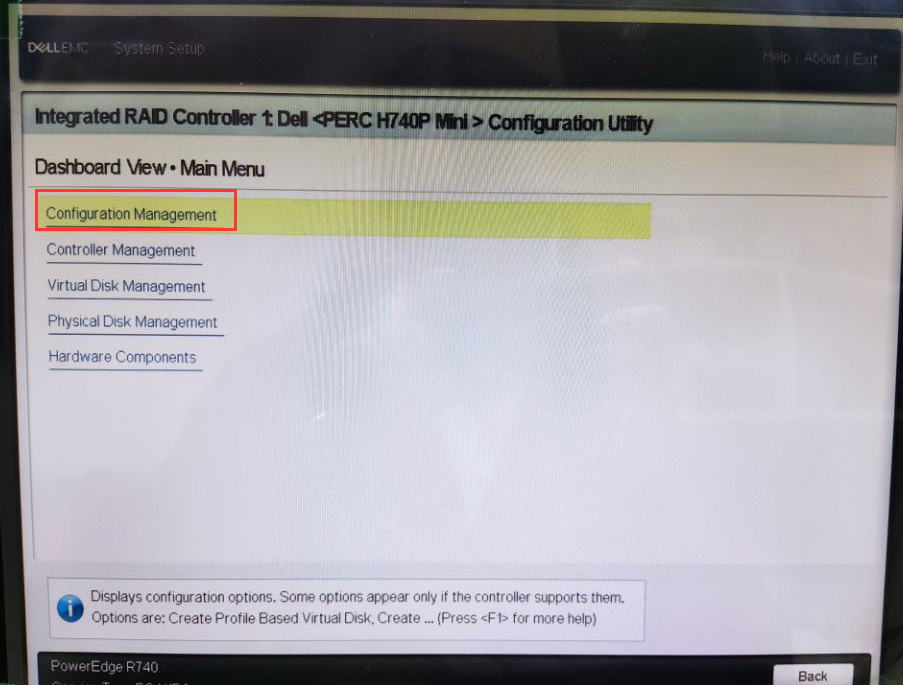 DELLEMC System Setup
Help | About | Exit
Integrated RAID Controller 1: Dell <PERC H740P Mini> Configuration Utility
Dashboard View • Main Menu
Configuration Management
Controller Management
Virtual Disk Management
Physical Disk Management
Hardware Components
Displays configuration options. Some options appear only if the controller supports them.
Options are: Create Profile Based Virtual Disk, Create ... (Press <F1> for more help)
PowerEdge R740
Back